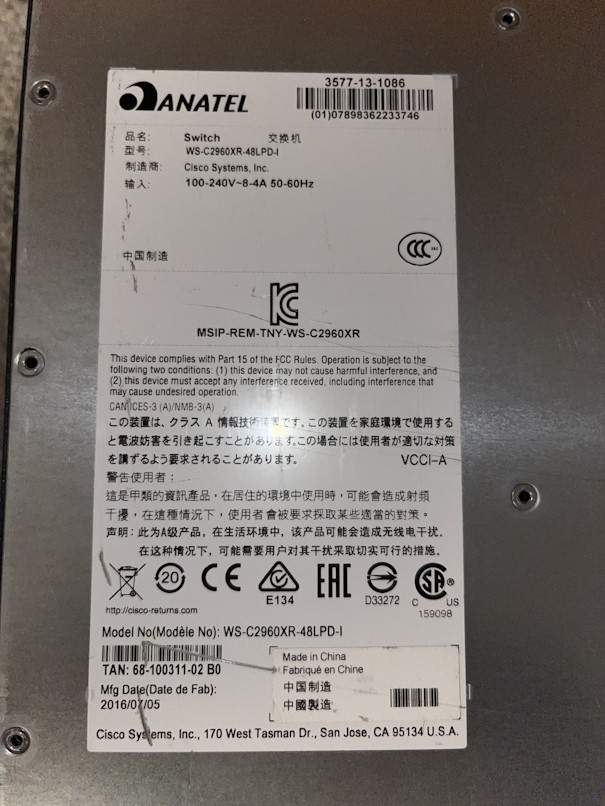 ANATEL
3577-13-1086
(01)07898362233746
品名: Switch 交换机
型号: WS-C2960XR-48LPD-I
制造商: Cisco Systems, Inc.
输入: 100-240V~8-4A 50-60Hz
中国制造
CCC
MSIP-REM-TNY-WS-C2960XR
This device complies with Part 15 of the FCC Rules. Operation is subject to the
following two conditions: (1) this device may not cause harmful interference, and
(2) this device must accept any interference received, including interference that
may cause undesired operation.
CAN ICES-3 (A)/NMB-3(A)
この装置は、クラス A 情報技術装置です。この装置を家庭環境で使用する
と電波妨害を引き起こすことがあります。この場合には使用者が適切な対策
を講ずるよう要求されることがあります。 VCCI-A
警告使用者:
這是甲類的資訊產品，在居住的環境中使用時，可能會造成射頻
干擾，在這種情況下，使用者會被要求採取某些適當的對策。
声明: 此为A级产品，在生活环境中，该产品可能会造成无线电干扰.
在这种情况下，可能需要用户对其干扰采取切实可行的措施.
20 CE E134 EAC D33272 SA® C US 159098
http://cisco-returns.com
Model No(Modèle No): WS-C2960XR-48LPD-I
TAN: 68-100311-02 B0
Mfg Date(Date de Fab):
2016/07/05
Made in China
Fabriqué en Chine
中国制造
中國製造
Cisco Systems, Inc., 170 West Tasman Dr., San Jose, CA 95134 U.S.A.